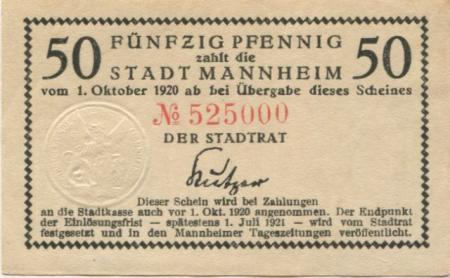 50 FÜNFZIG PFENNIG 50
zahlt die
STADT MANNHEIM
vom 1. Oktober 1920 ab bei Übergabe dieses Scheines
№ 525000
DER STADTRAT
Kutzer
Dieser Schein wird bei Zahlungen
an die Stadtkasse auch vor 1. Okt. 1920 angenommen. Der Endpunkt
der Einlösungsfrist — spätestens 1. Juli 1921 — wird vom Stadtrat
festgesetzt und in den Mannheimer Tageszeitungen veröffentlicht.